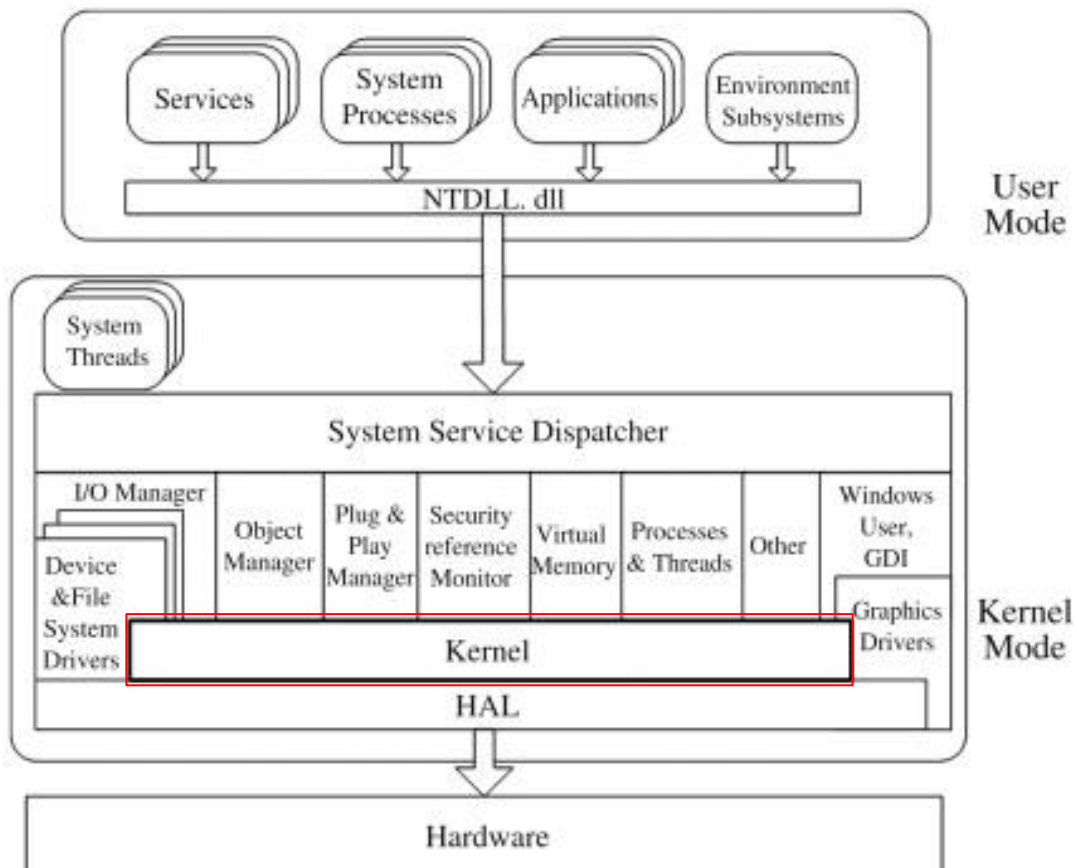 Services
System
Processes
Applications
Environment
Subsystems
NTDLL. dll
User
Mode
System
Threads
System Service Dispatcher
I/O Manager
Device
&File
System
Drivers
Object
Manager
Plug &
Play
Manager
Security
reference
Monitor
Virtual
Memory
Processes
& Threads
Other
Windows
User,
GDI
Graphics
Drivers
Kernel
Mode
Kernel
HAL
Hardware